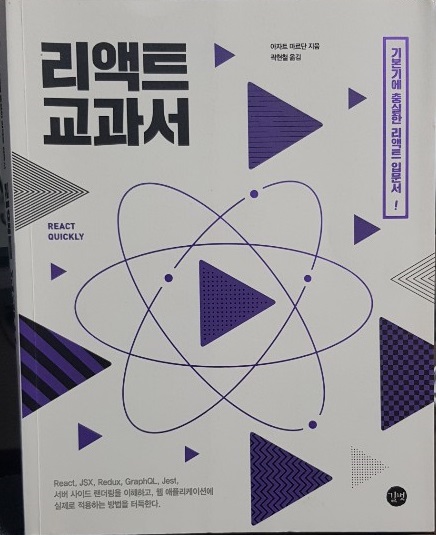 리액트
교과서
아자트 마르단 지음
곽현철 옮김
기본기에 충실한 리액트 입문서!
REACT
QUICKLY
React, JSX, Redux, GraphQL, Jest,
서버 사이드 렌더링을 이해하고, 웹 애플리케이션에
실제로 적용하는 방법을 터득한다.
길벗